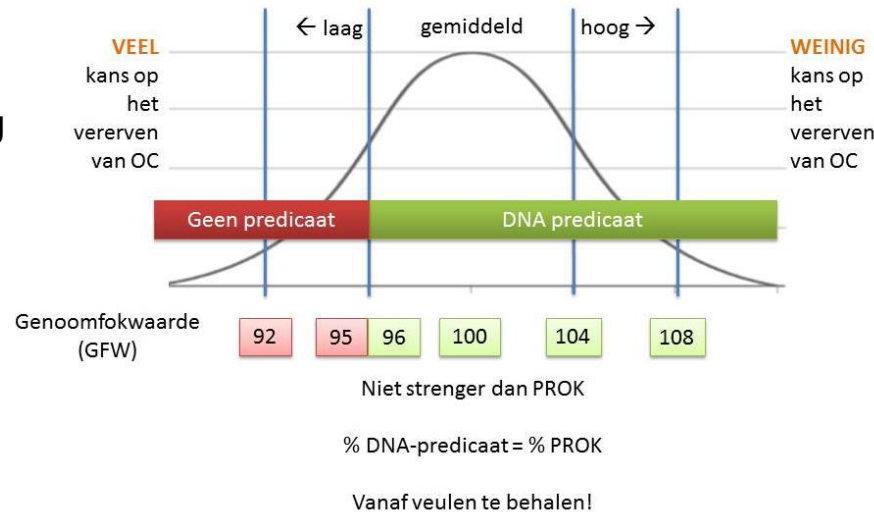 ← laag gemiddeld hoog →
VEEL
kans op
het
vererven
van OC
WEINIG
kans op
het
vererven
van OC
g
Geen predicaat DNA predicaat
Genoomfokwaarde
(GFW)
92 95 96 100 104 108
Niet strenger dan PROK
% DNA-predicaat = % PROK
Vanaf veulen te behalen!